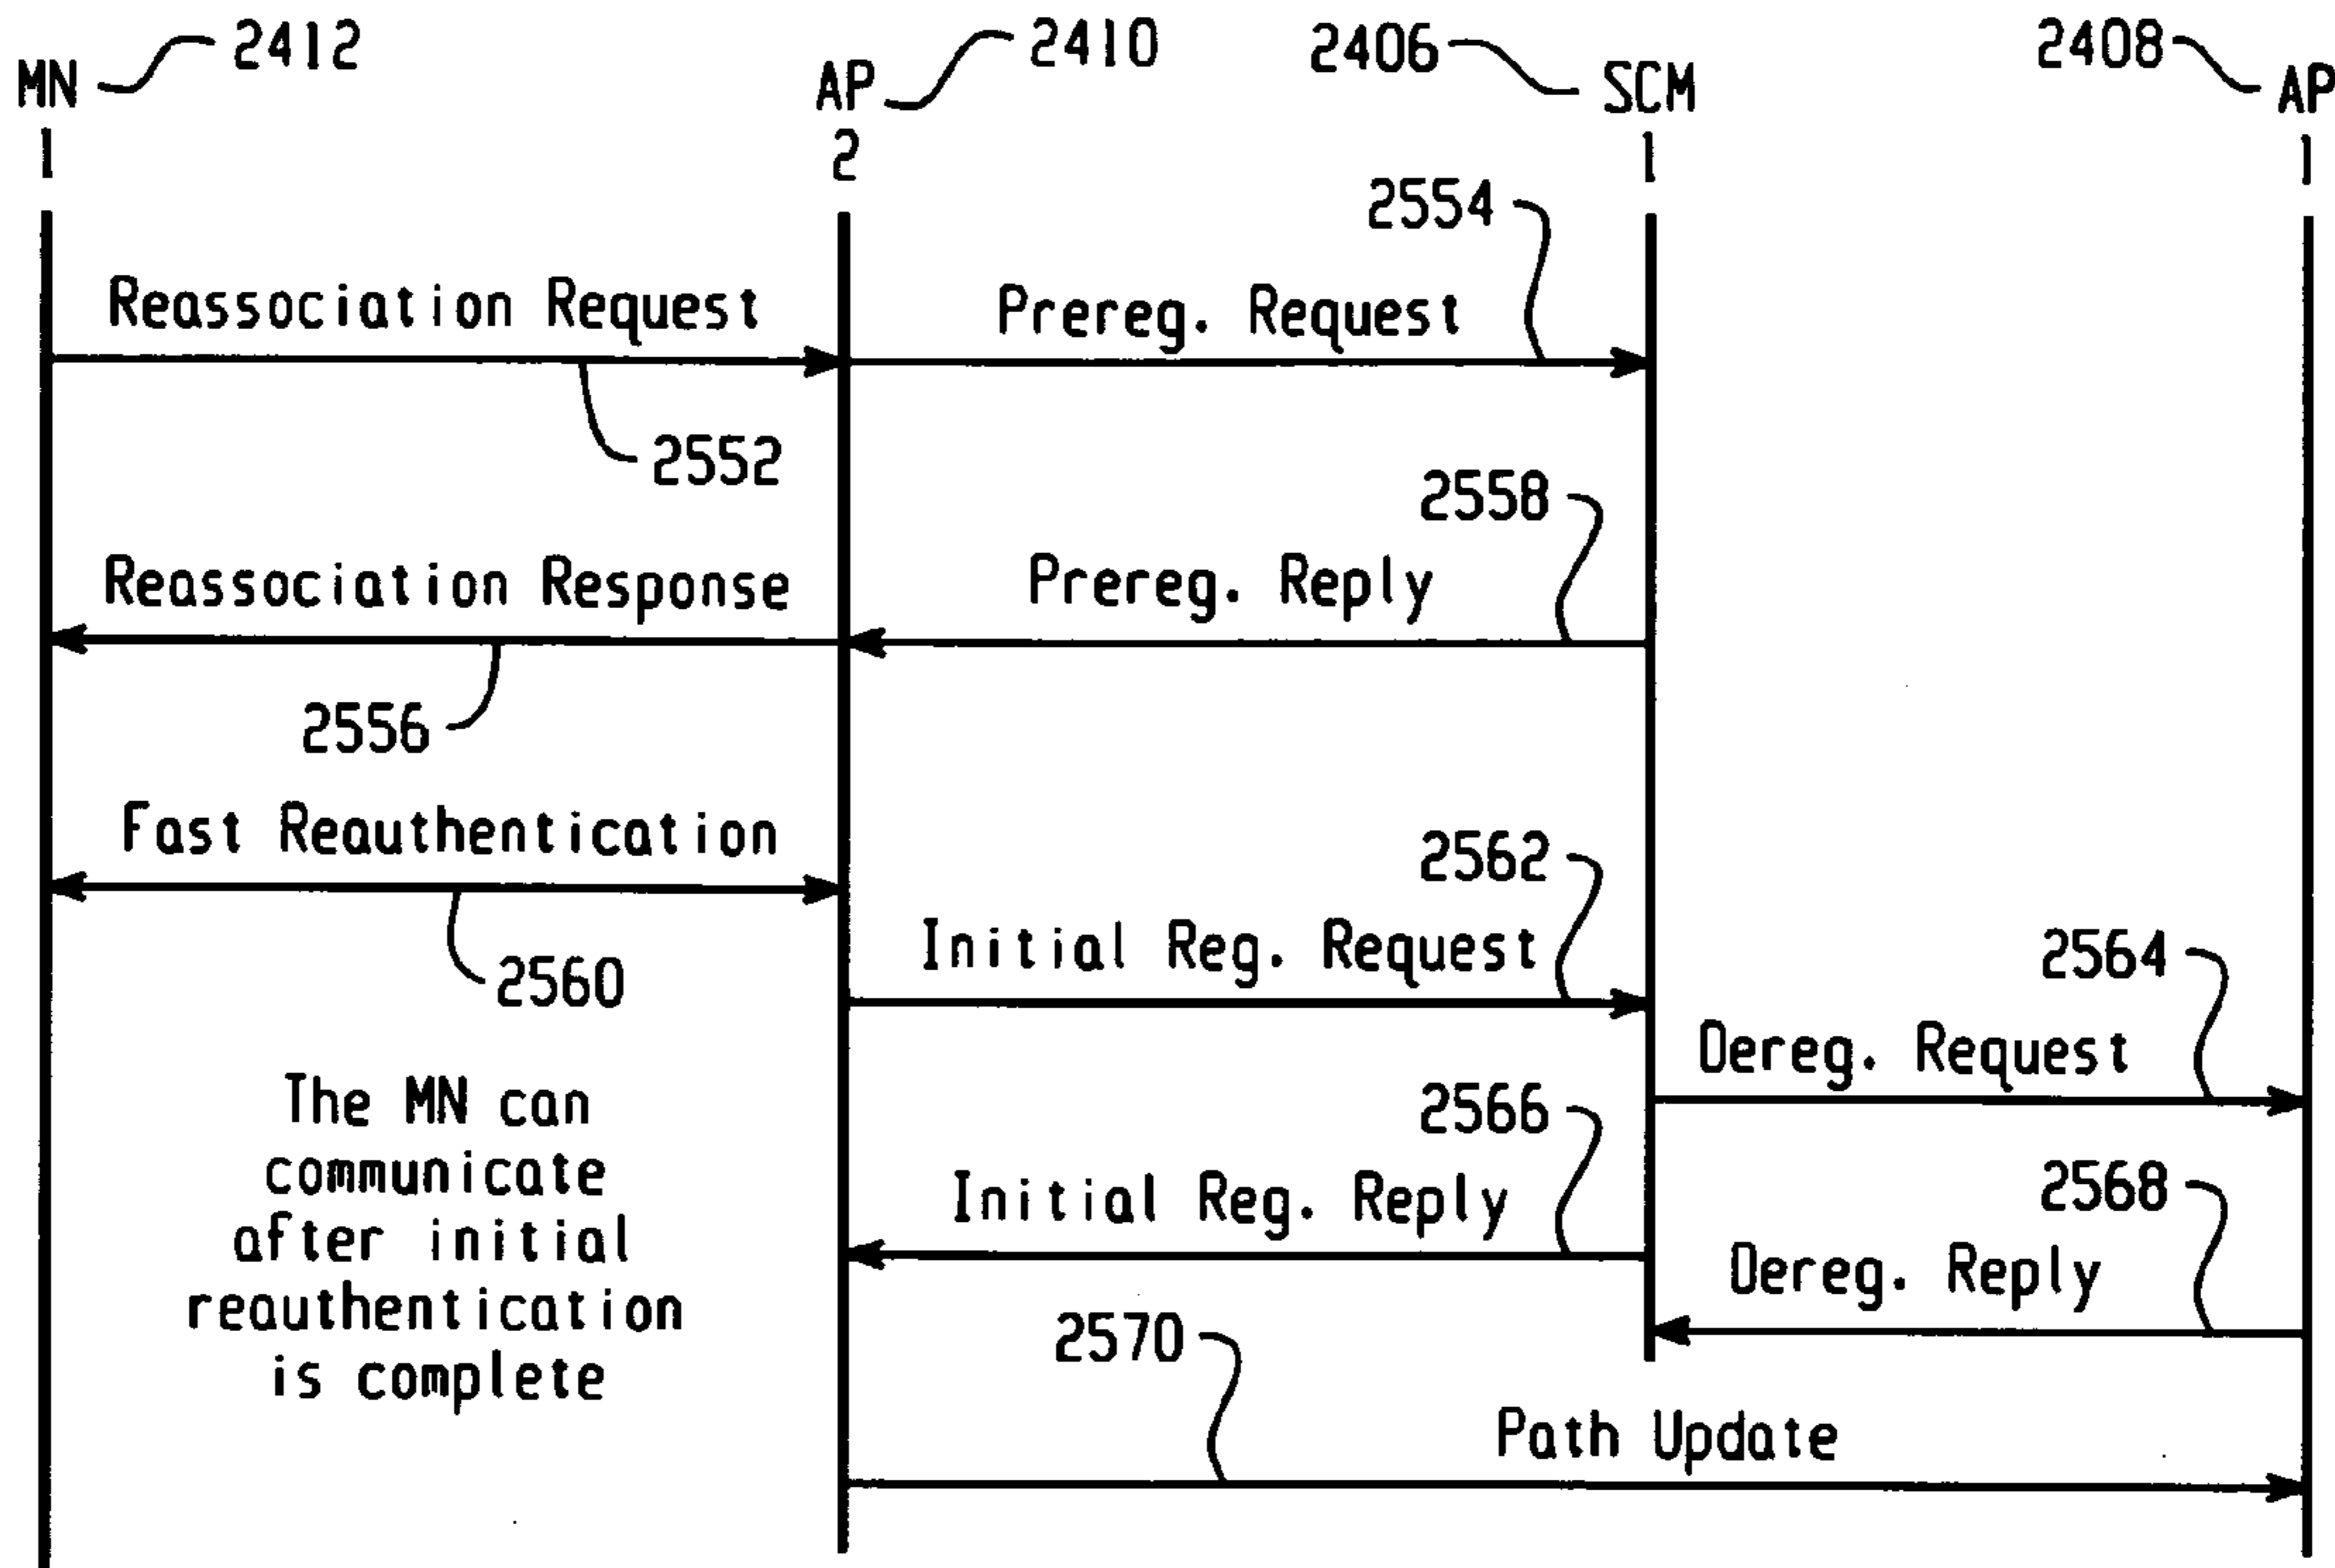 2412
2410
2406
2408
MN
1
AP
2
SCM
1
AP
1
2554
Reassociation Request
Prereg. Request
2552
2558
Reassociation Response
Prereg. Reply
2556
Fast Reauthentication
2562
Initial Reg. Request
2564
2560
Dereg. Request
The MN can
communicate
after initial
reauthentication
is complete
2566
Initial Reg. Reply
2568
Dereg. Reply
2570
Path Update